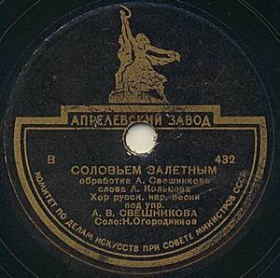 АПРЕЛЕВСКИЙ ЗАВОД
В 432
СОЛОВЬЕМ ЗАЛЕТНЫМ
обработка А. Свешникова
слова А. Кольцова
Хор русск. нар. песни
под упр.
А. В. СВЕШНИКОВА
Соло: Н. Огородников
КОМИТЕТ ПО ДЕЛАМ ИСКУССТВ ПРИ СОВЕТЕ МИНИСТРОВ СССР